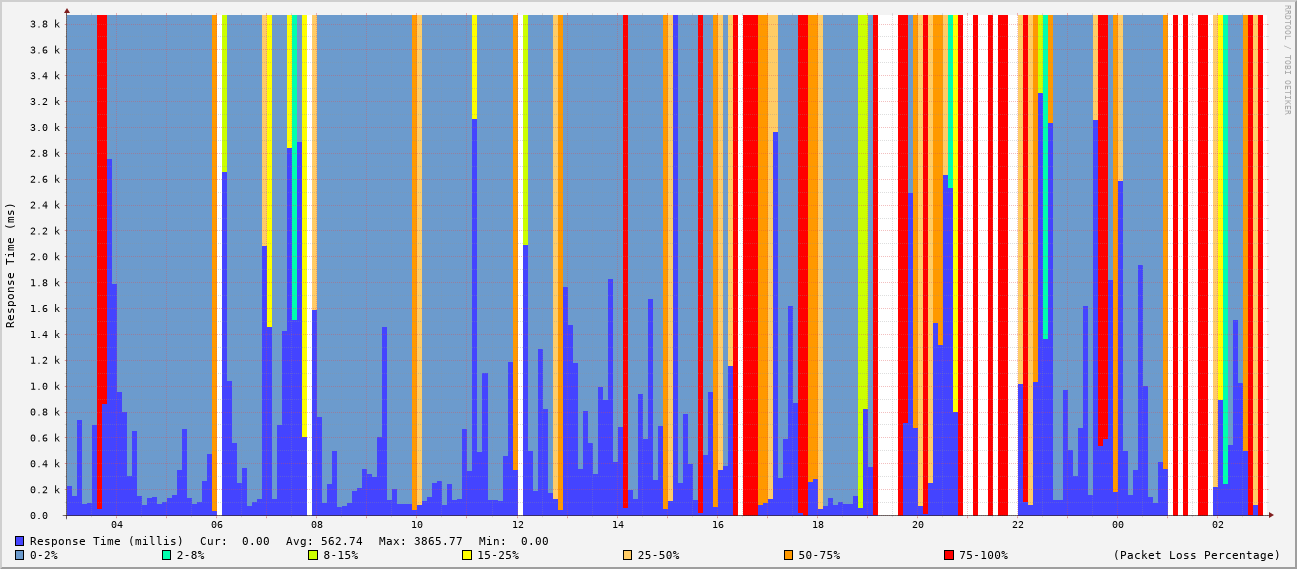 RRDTOOL / TOBI OETIKER
Response Time (ms)
3.8 k
3.6 k
3.4 k
3.2 k
3.0 k
2.8 k
2.6 k
2.4 k
2.2 k
2.0 k
1.8 k
1.6 k
1.4 k
1.2 k
1.0 k
0.8 k
0.6 k
0.4 k
0.2 k
0.0
04 06 08 10 12 14 16 18 20 22 00 02
Response Time (millis) Cur: 0.00 Avg: 562.74 Max: 3865.77 Min: 0.00
0-2% 2-8% 8-15% 15-25% 25-50% 50-75% 75-100% (Packet Loss Percentage)